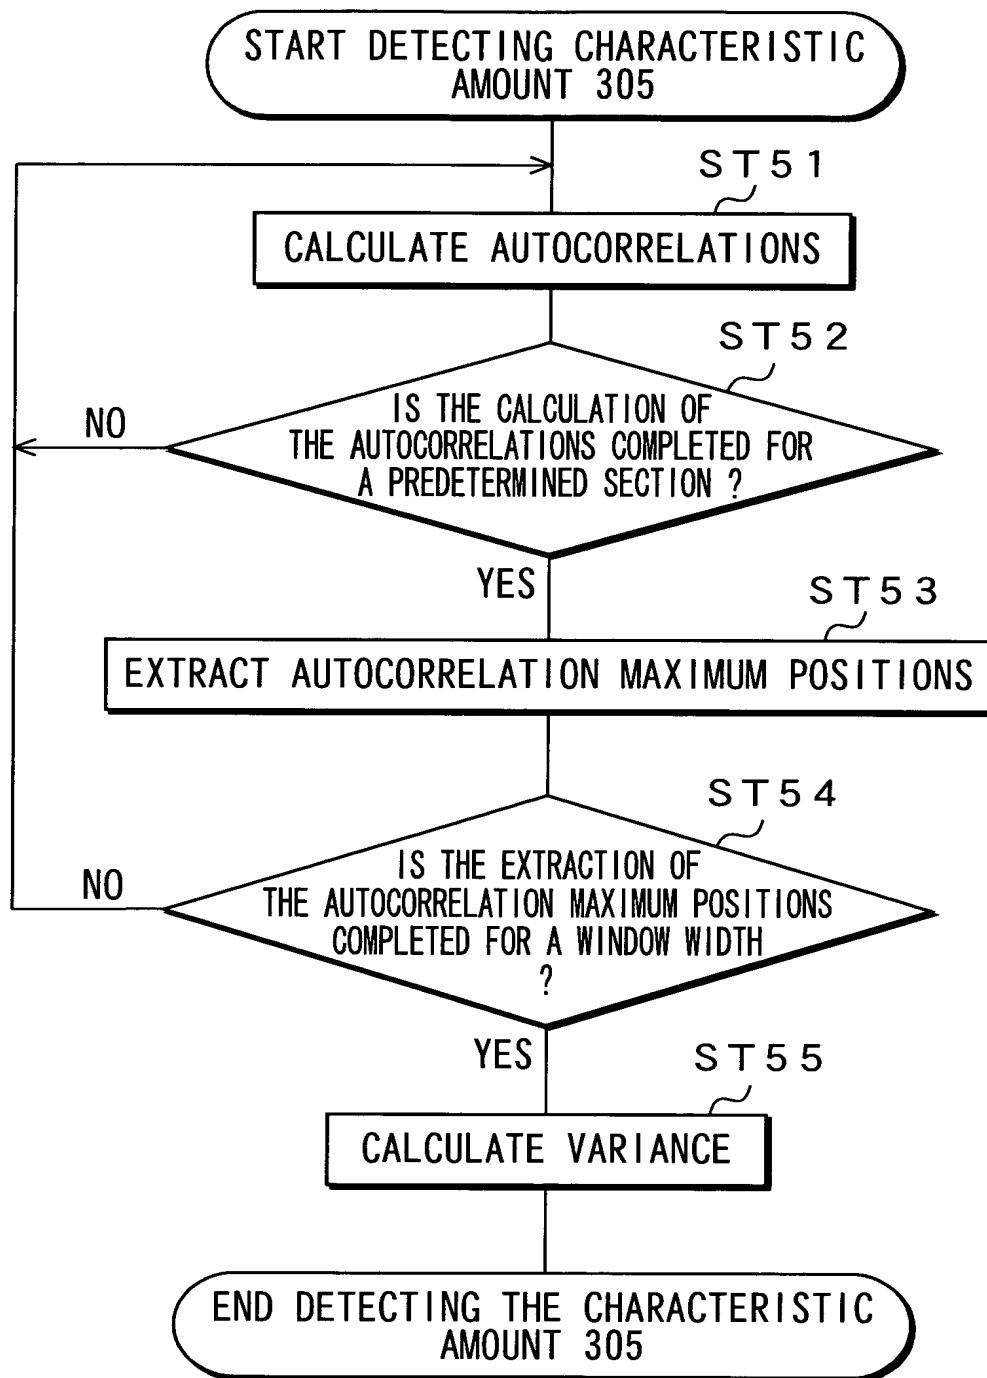 START DETECTING CHARACTERISTIC
AMOUNT 305
ST51
CALCULATE AUTOCORRELATIONS
ST52
IS THE CALCULATION OF
THE AUTOCORRELATIONS COMPLETED FOR
A PREDETERMINED SECTION ?
NO
YES
ST53
EXTRACT AUTOCORRELATION MAXIMUM POSITIONS
ST54
IS THE EXTRACTION OF
THE AUTOCORRELATION MAXIMUM POSITIONS
COMPLETED FOR A WINDOW WIDTH
?
NO
YES
ST55
CALCULATE VARIANCE
END DETECTING THE CHARACTERISTIC
AMOUNT 305